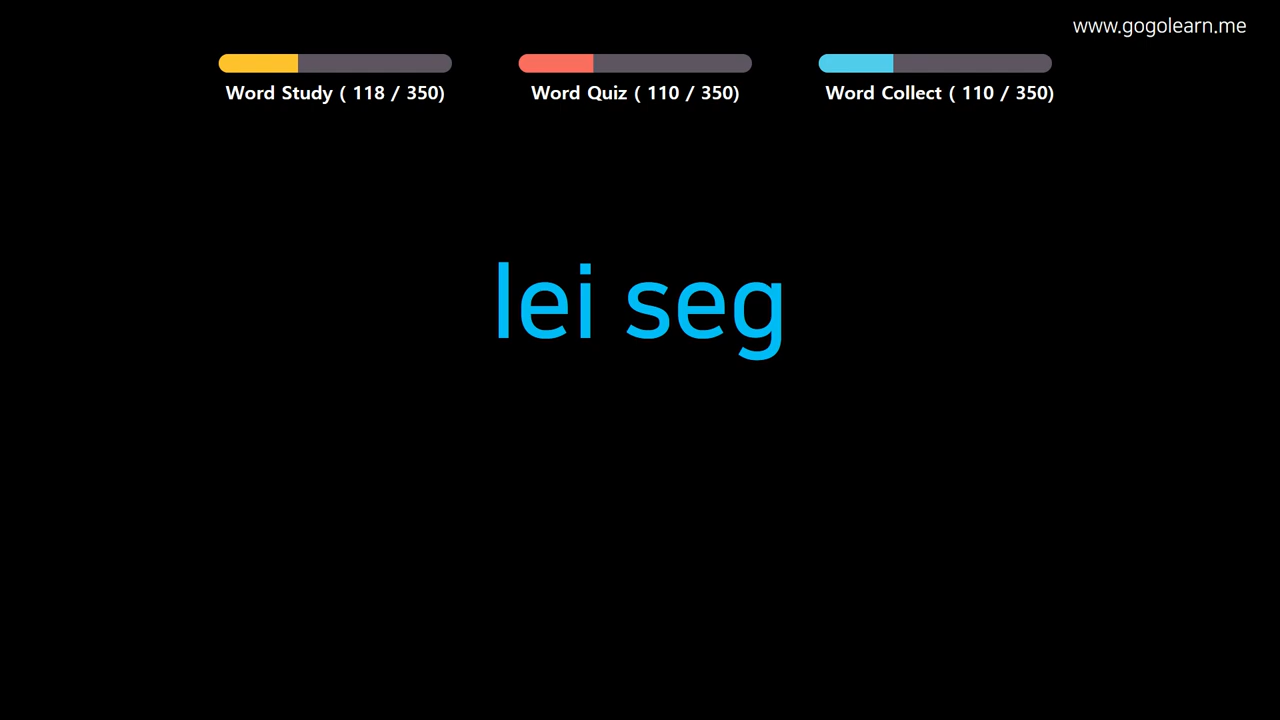 www.gogolearn.me
Word Study ( 118 / 350)
Word Quiz ( 110 / 350)
Word Collect ( 110 / 350)
lei seg